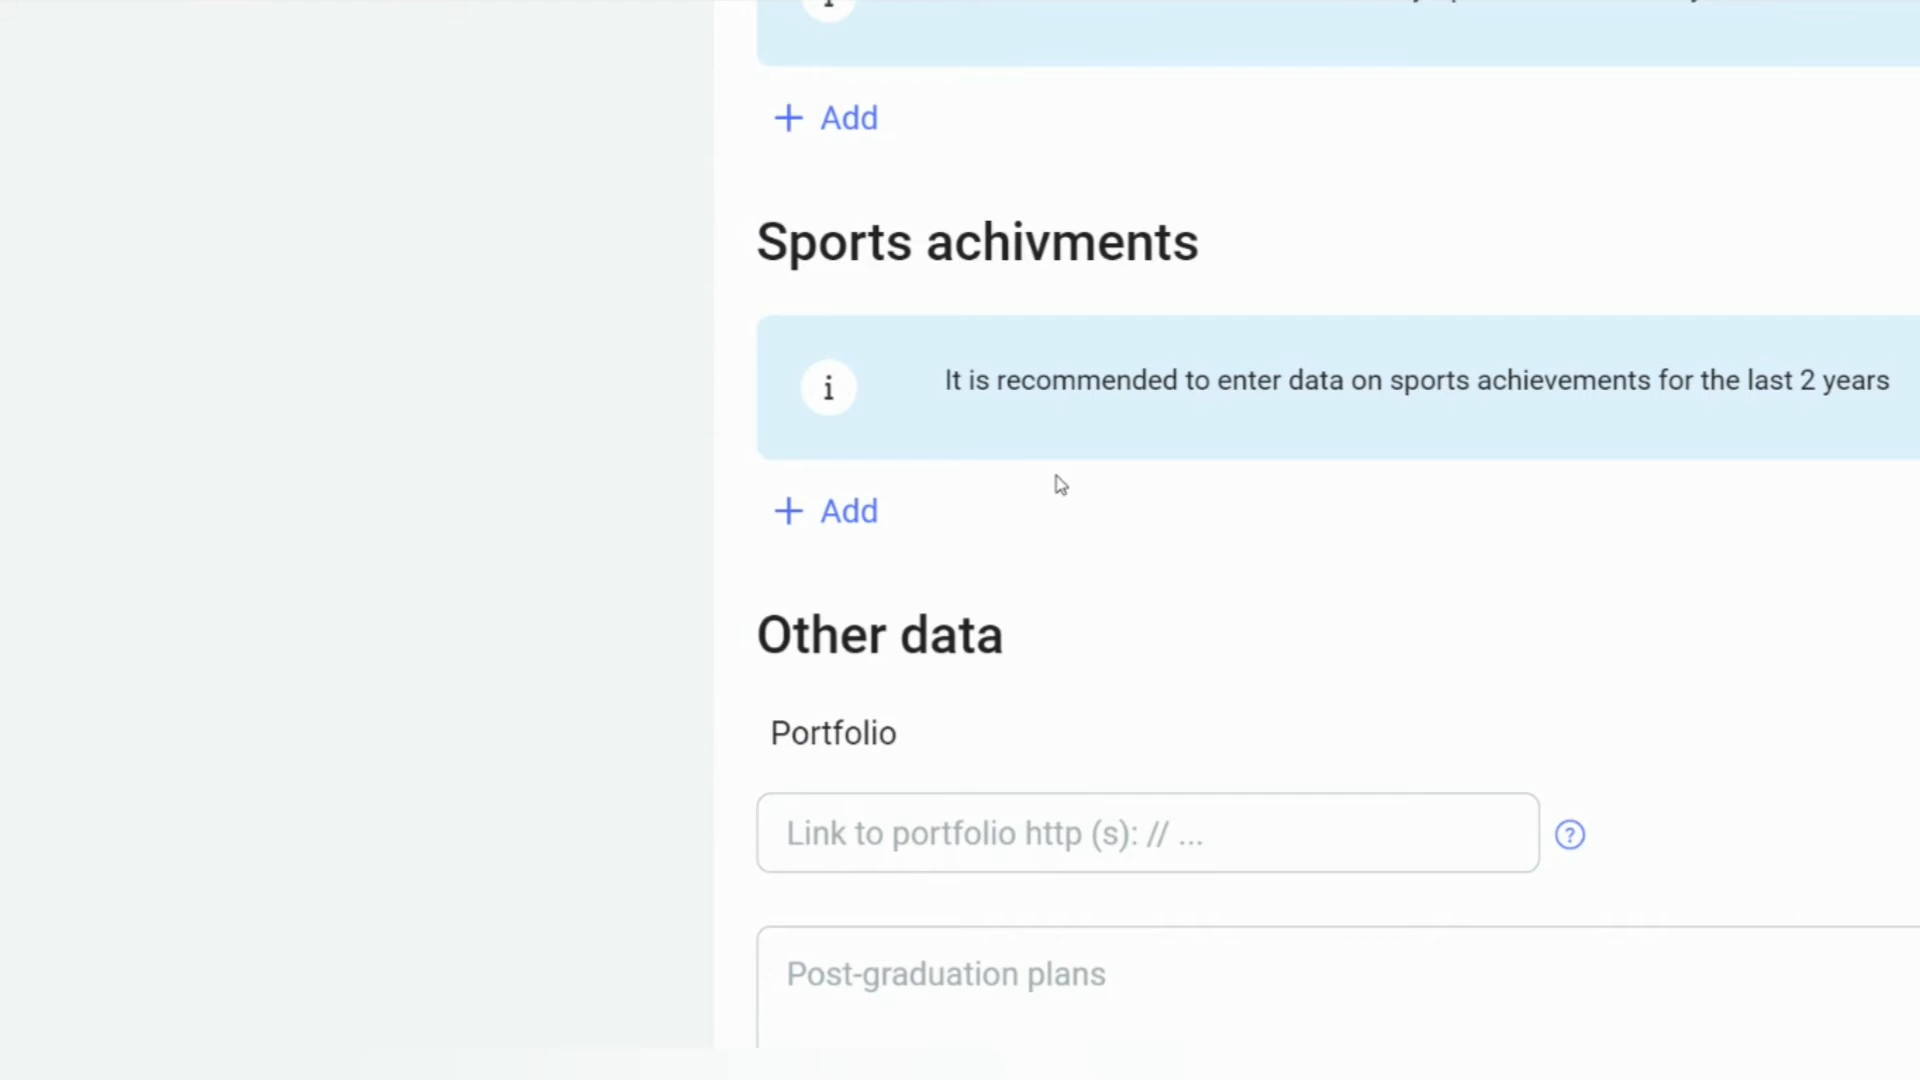 + Add
Sports achivments
i It is recommended to enter data on sports achievements for the last 2 years
+ Add
Other data
Portfolio
Link to portfolio http (s): // ...
?
Post-graduation plans